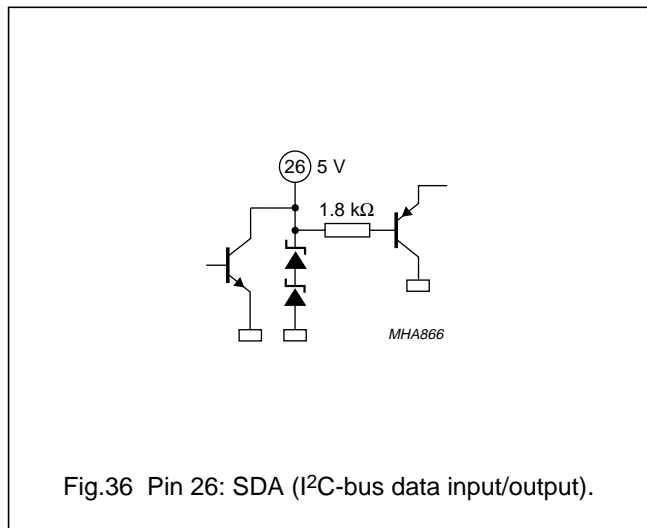 26 5 V
1.8 kΩ
MHA866
Fig.36 Pin 26: SDA (I²C-bus data input/output).